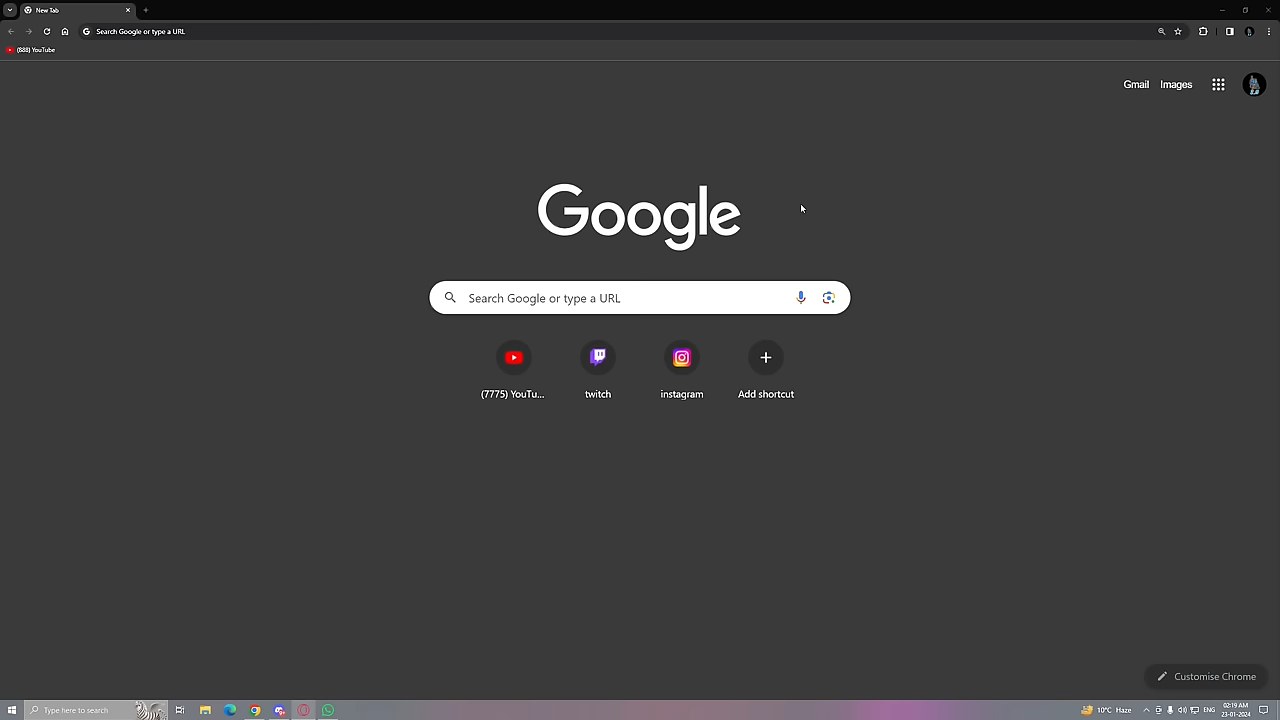 New Tab
Search Google or type a URL
(688) YouTube
Gmail Images
Google
Search Google or type a URL
(7775) YouTu... twitch instagram Add shortcut
Customise Chrome
Type here to search
10°C Haze ENG 02:19 AM
23-01-2024